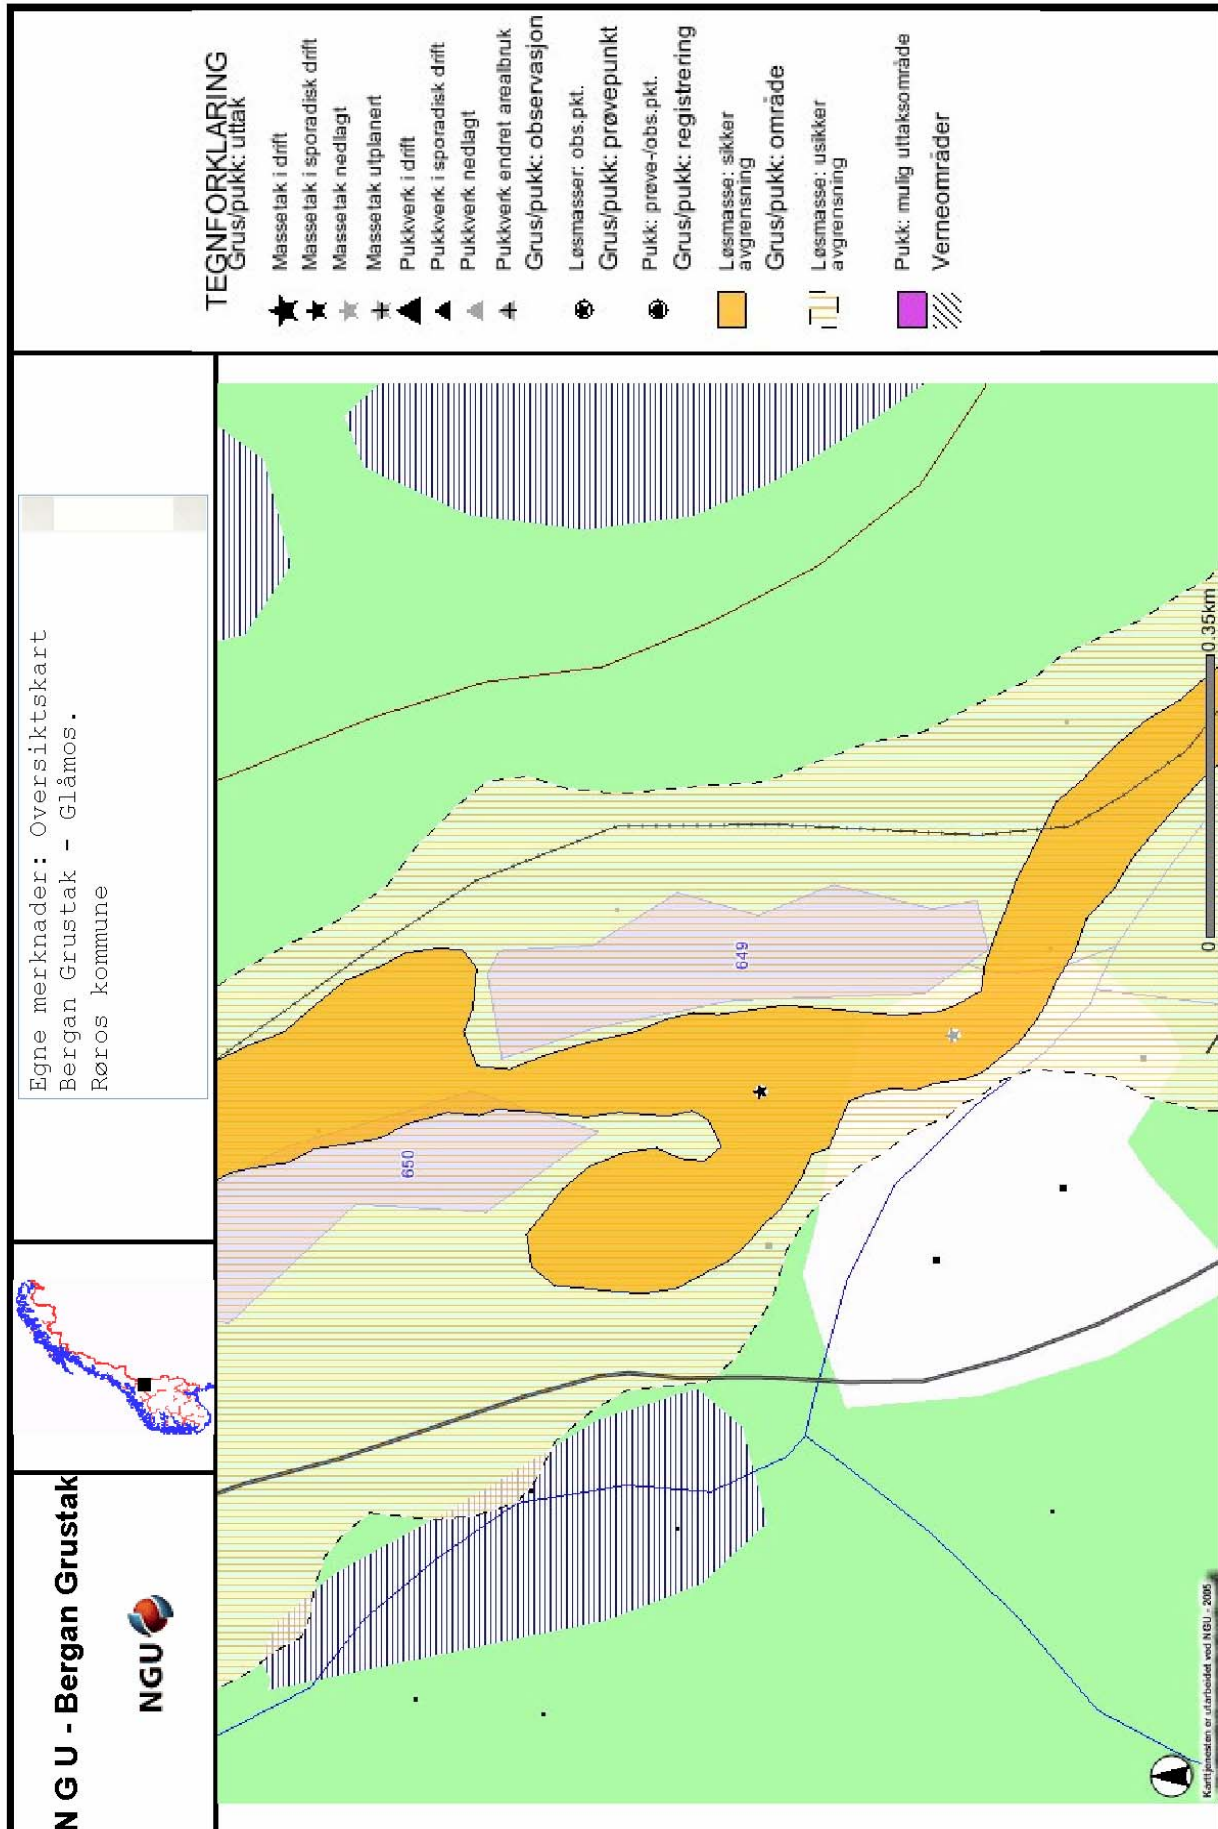 N G U - Bergan Grustak
NGU
Egne merknader: Oversiktskart
Bergan Grustak - Glåmos.
Røros kommune
TEGNFORKLARING
Grus/pukk: uttak
Massetak i drift
Massetak i sporadisk drift
Massetak nedlagt
Massetak utplanert
Pukkverk i drift
Pukkverk i sporadisk drift
Pukkverk nedlagt
Pukkverk endret arealbruk
Grus/pukk: observasjon
Løsmasser: obs.pkt.
Grus/pukk: prøvepunkt
Pukk: prøve-/obs.pkt.
Grus/pukk: registrering
Løsmasse: sikker
avgrensning
Grus/pukk: område
Løsmasse: usikker
avgrensning
Pukk: mulig uttaksområde
Verneområder
650
649
0 0.35km
Karttjenesten er utarbeidet ved NGU - 2005